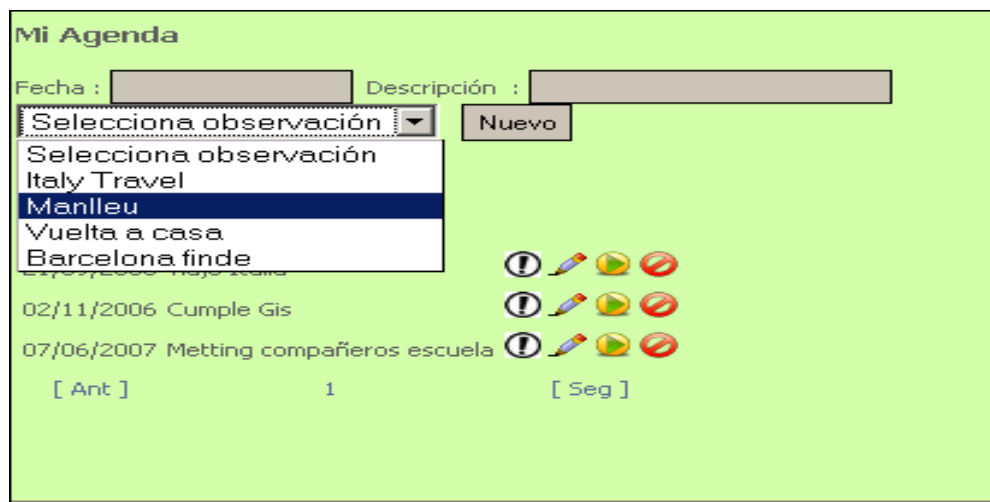 Mi Agenda
Fecha : Descripción :
Selecciona observación Nuevo
Selecciona observación
Italy Travel
Manlleu
Vuelta a casa
Barcelona finde
02/11/2006 Cumple Gis
07/06/2007 Metting compañeros escuela
[ Ant ] 1 [ Seg ]